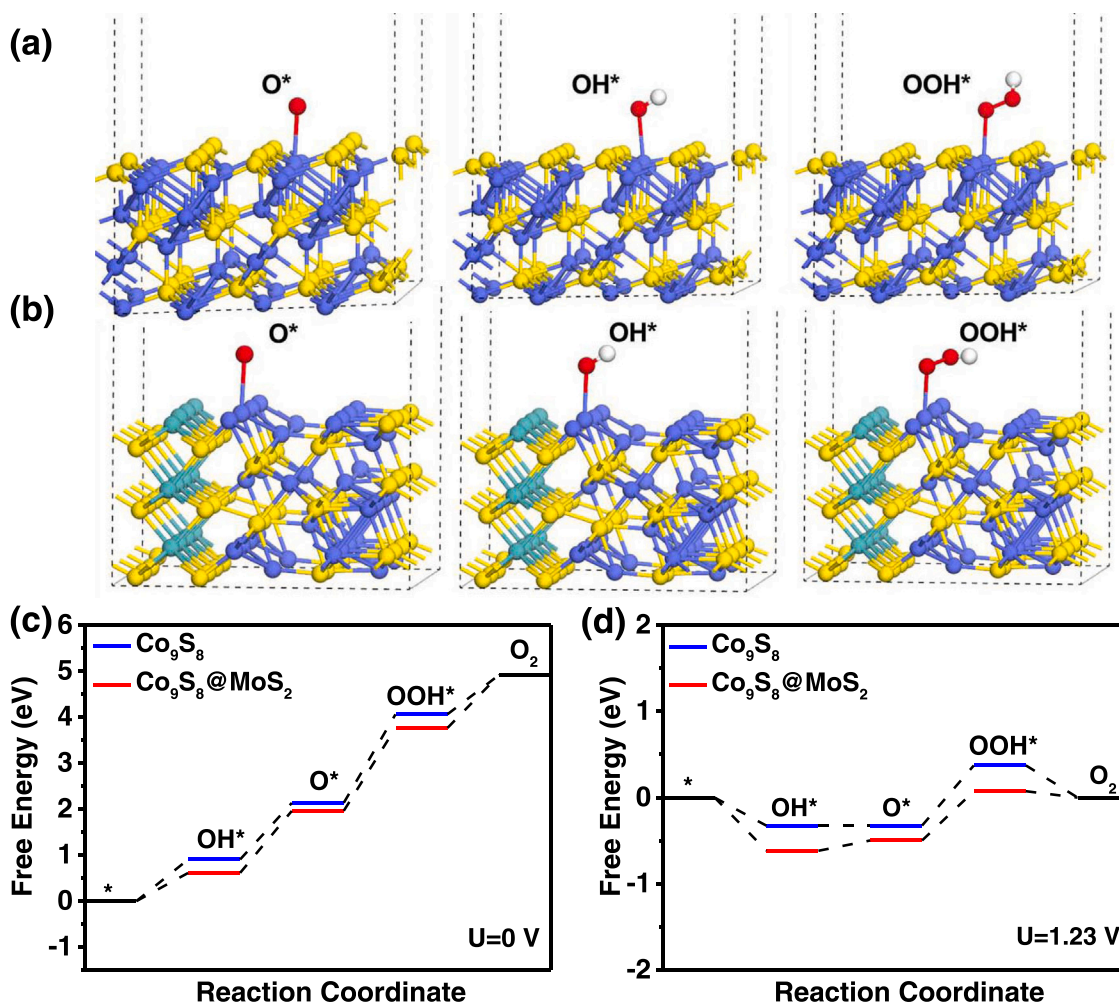 (a)
O*
OH*
OOH*
(b)
O*
OH*
OOH*
(c)
6
5
4
3
2
1
0
-1
Free Energy (eV)
Co₉S₈
Co₉S₈@MoS₂
*
OH*
O*
OOH*
O₂
U=0 V
Reaction Coordinate
(d)
2
1
0
-1
-2
Free Energy (eV)
Co₉S₈
Co₉S₈@MoS₂
*
OH*
O*
OOH*
O₂
U=1.23 V
Reaction Coordinate